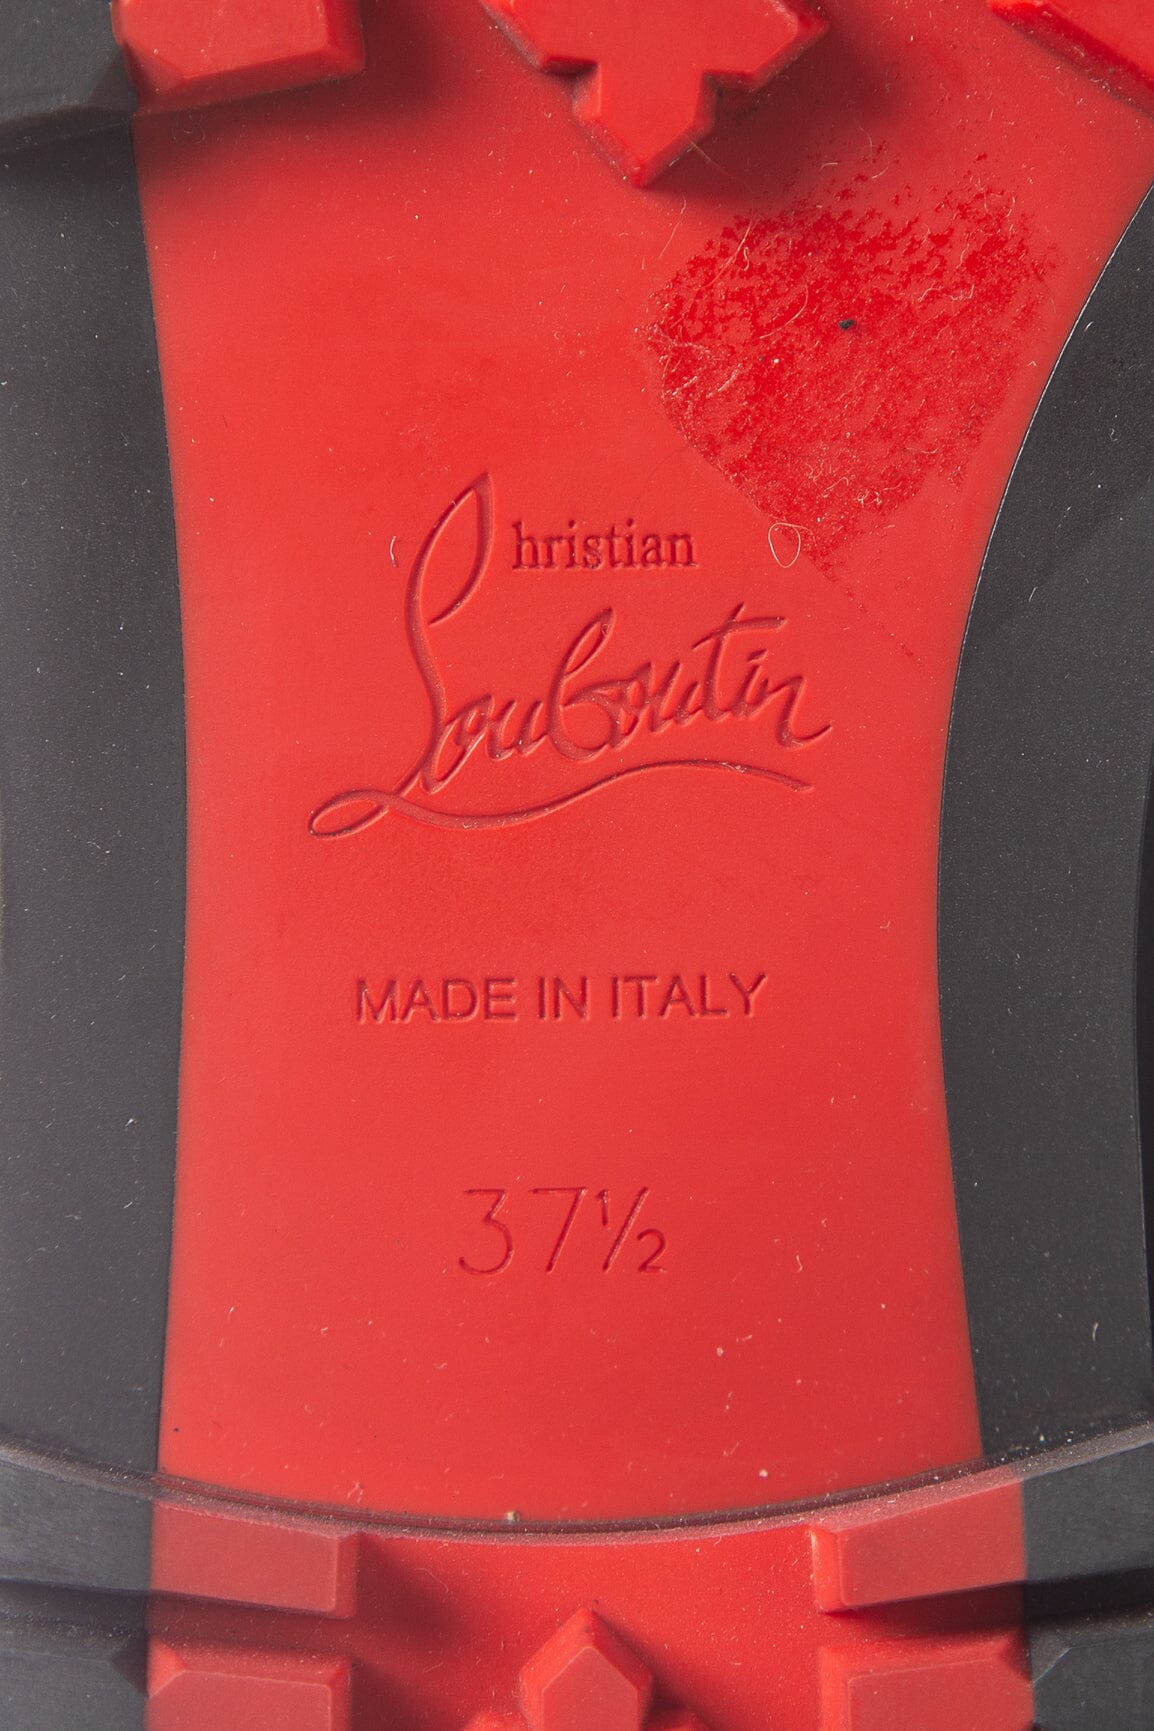 Christian
Louboutin
MADE IN ITALY
37½